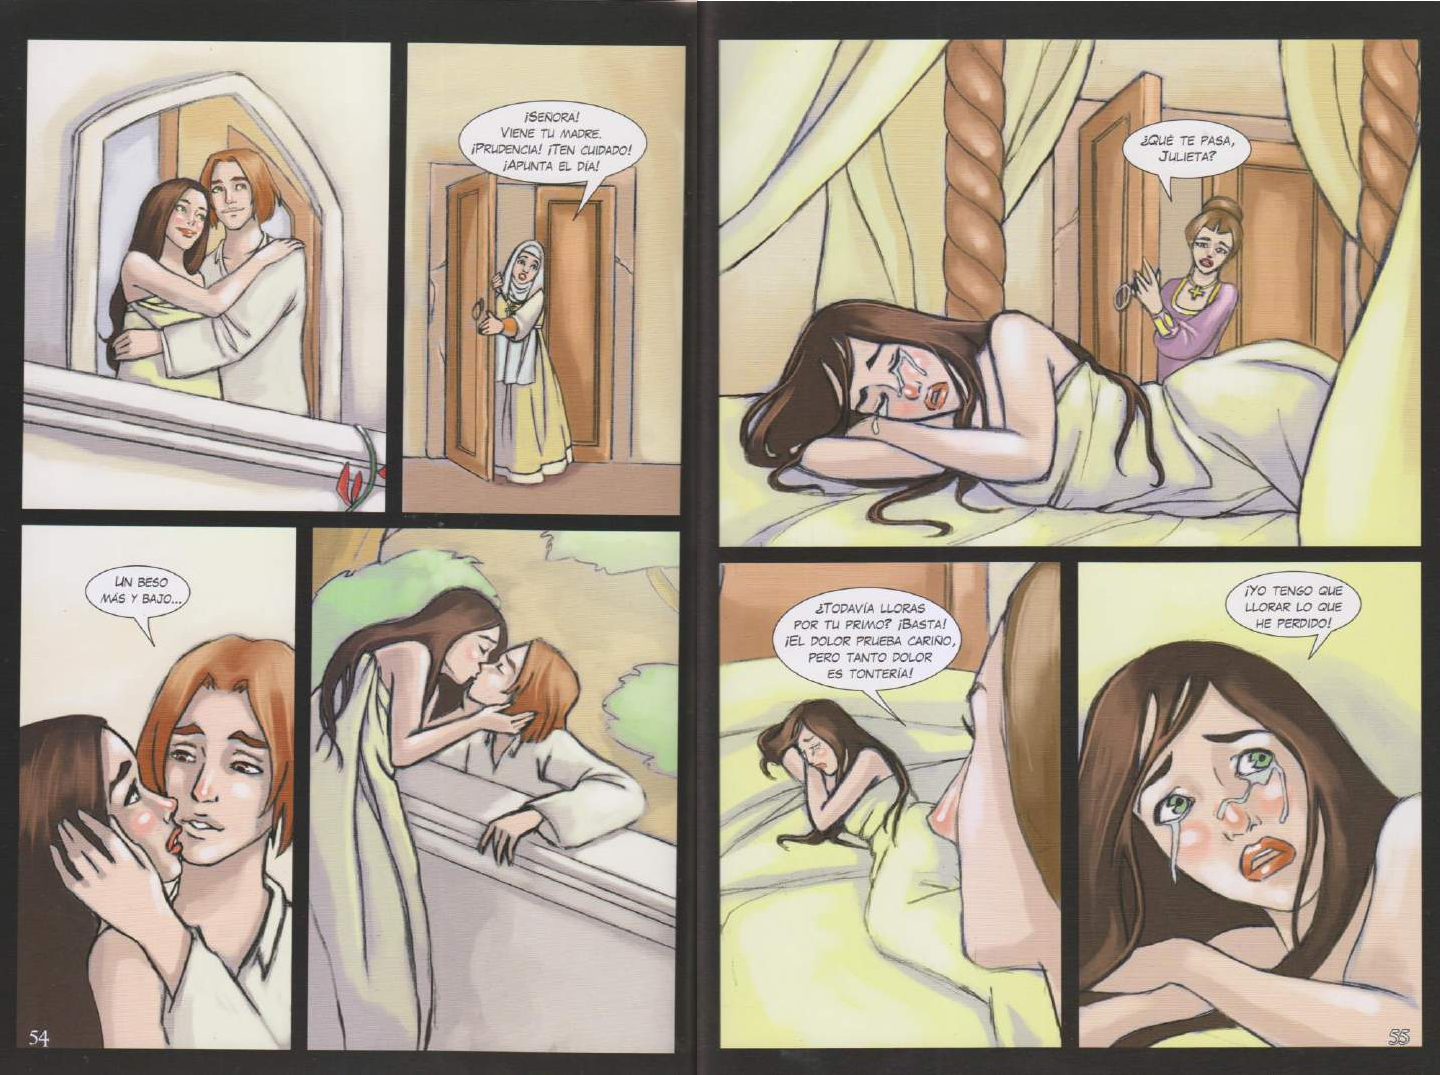 ¡SEÑORA!
VIENE TU MADRE.
¡PRUDENCIA! ¡TEN CUIDADO!
¡APUNTA EL DÍA!
UN BESO
MÁS Y BAJO...
54
¿QUÉ TE PASA,
JULIETA?
¿TODAVÍA LLORAS
POR TU PRIMO? ¡BASTA!
¡EL DOLOR PRUEBA CARIÑO,
PERO TANTO DOLOR
ES TONTERÍA!
¡YO TENGO QUE
LLORAR LO QUE
HE PERDIDO!
55